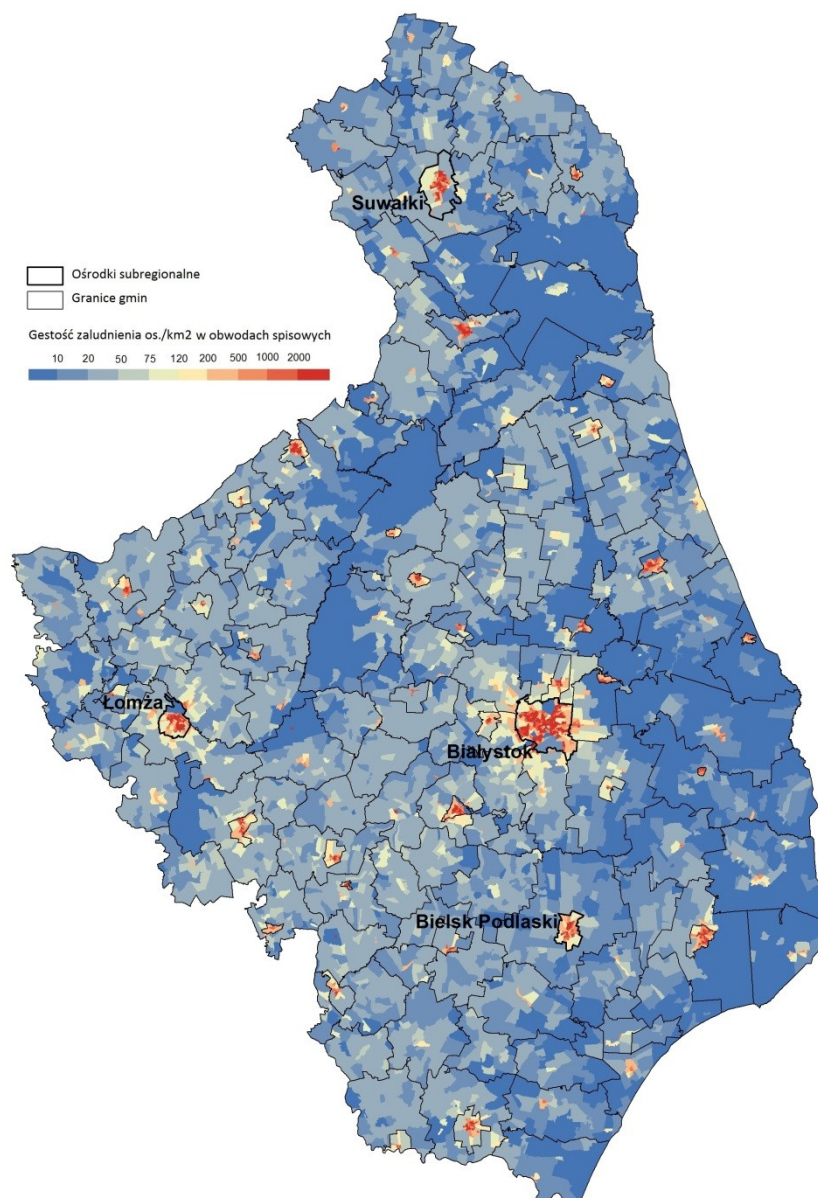 Suwałki
Ośrodki subregionalne
Granice gmin
Gestość zaludnienia os./km2 w obwodach spisowych
10 20 50 75 120 200 500 1000 2000
Łomża
Białystok
Bielsk Podlaski